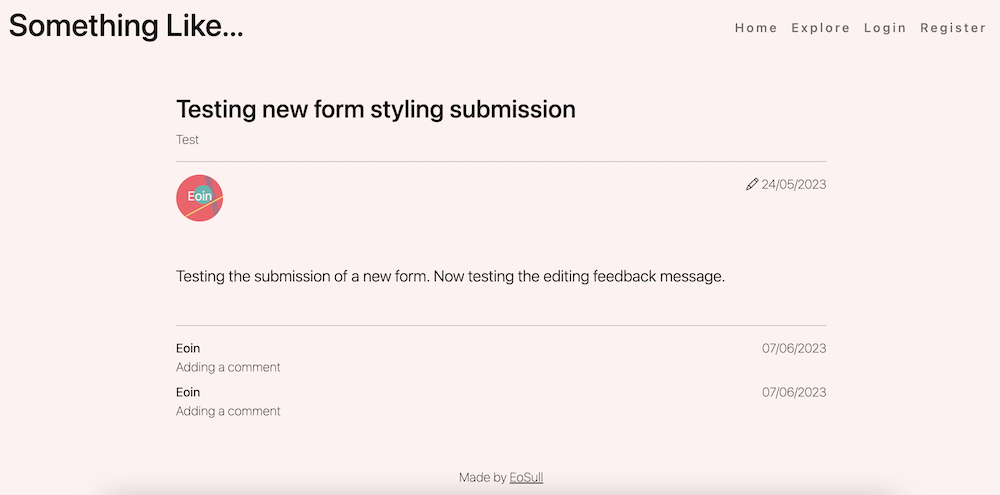 Something Like...
Home Explore Login Register
Testing new form styling submission
Test
Eoin
24/05/2023
Testing the submission of a new form. Now testing the editing feedback message.
Eoin 07/06/2023
Adding a comment
Eoin 07/06/2023
Adding a comment
Made by EoSull